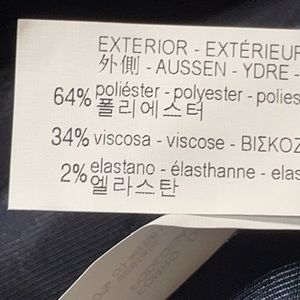 EXTERIOR - EXTÉRIEUR
外側 - AUSSEN - YDRE -
64% poliéster - polyester - polies
폴리에스터
34% viscosa - viscose - ΒΙΣΚΟΖ
2% elastano - élasthanne - elas
엘라스탄